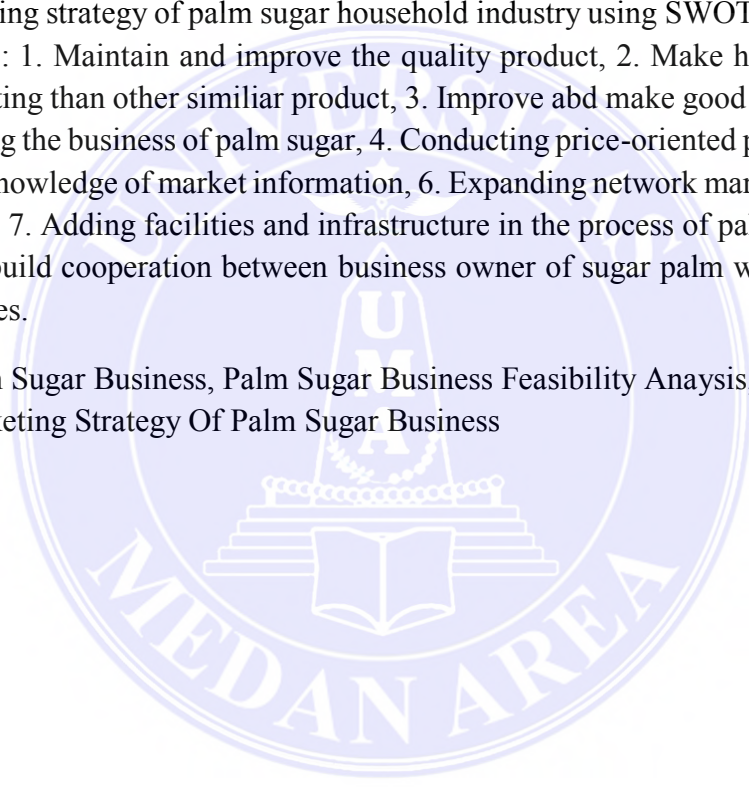 ing strategy of palm sugar household industry using SWOT
: 1. Maintain and improve the quality product, 2. Make h
ting than other similiar product, 3. Improve abd make good
g the business of palm sugar, 4. Conducting price-oriented p
nowledge of market information, 6. Expanding network mar
7. Adding facilities and infrastructure in the process of pal
build cooperation between business owner of sugar palm w
es.
n Sugar Business, Palm Sugar Business Feasibility Anaysis,
keting Strategy Of Palm Sugar Business
UNIVERSITAS
UMA
MEDAN AREA